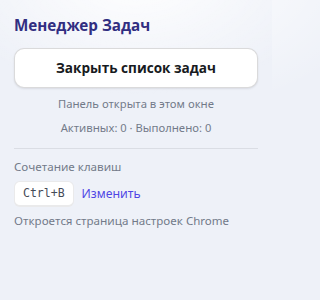 Менеджер Задач
Закрыть список задач
Панель открыта в этом окне
Активных: 0 · Выполнено: 0
Сочетание клавиш
Ctrl+B Изменить
Откроется страница настроек Chrome